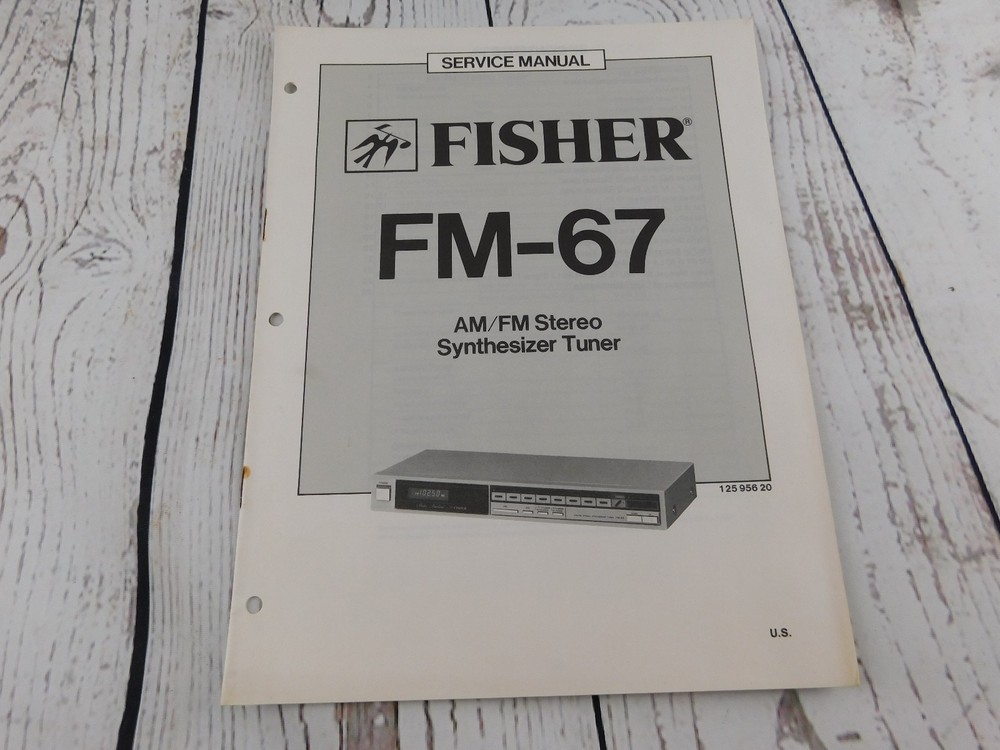 SERVICE MANUAL
FISHER®
FM-67
AM/FM Stereo
Synthesizer Tuner
125 956 20
U.S.